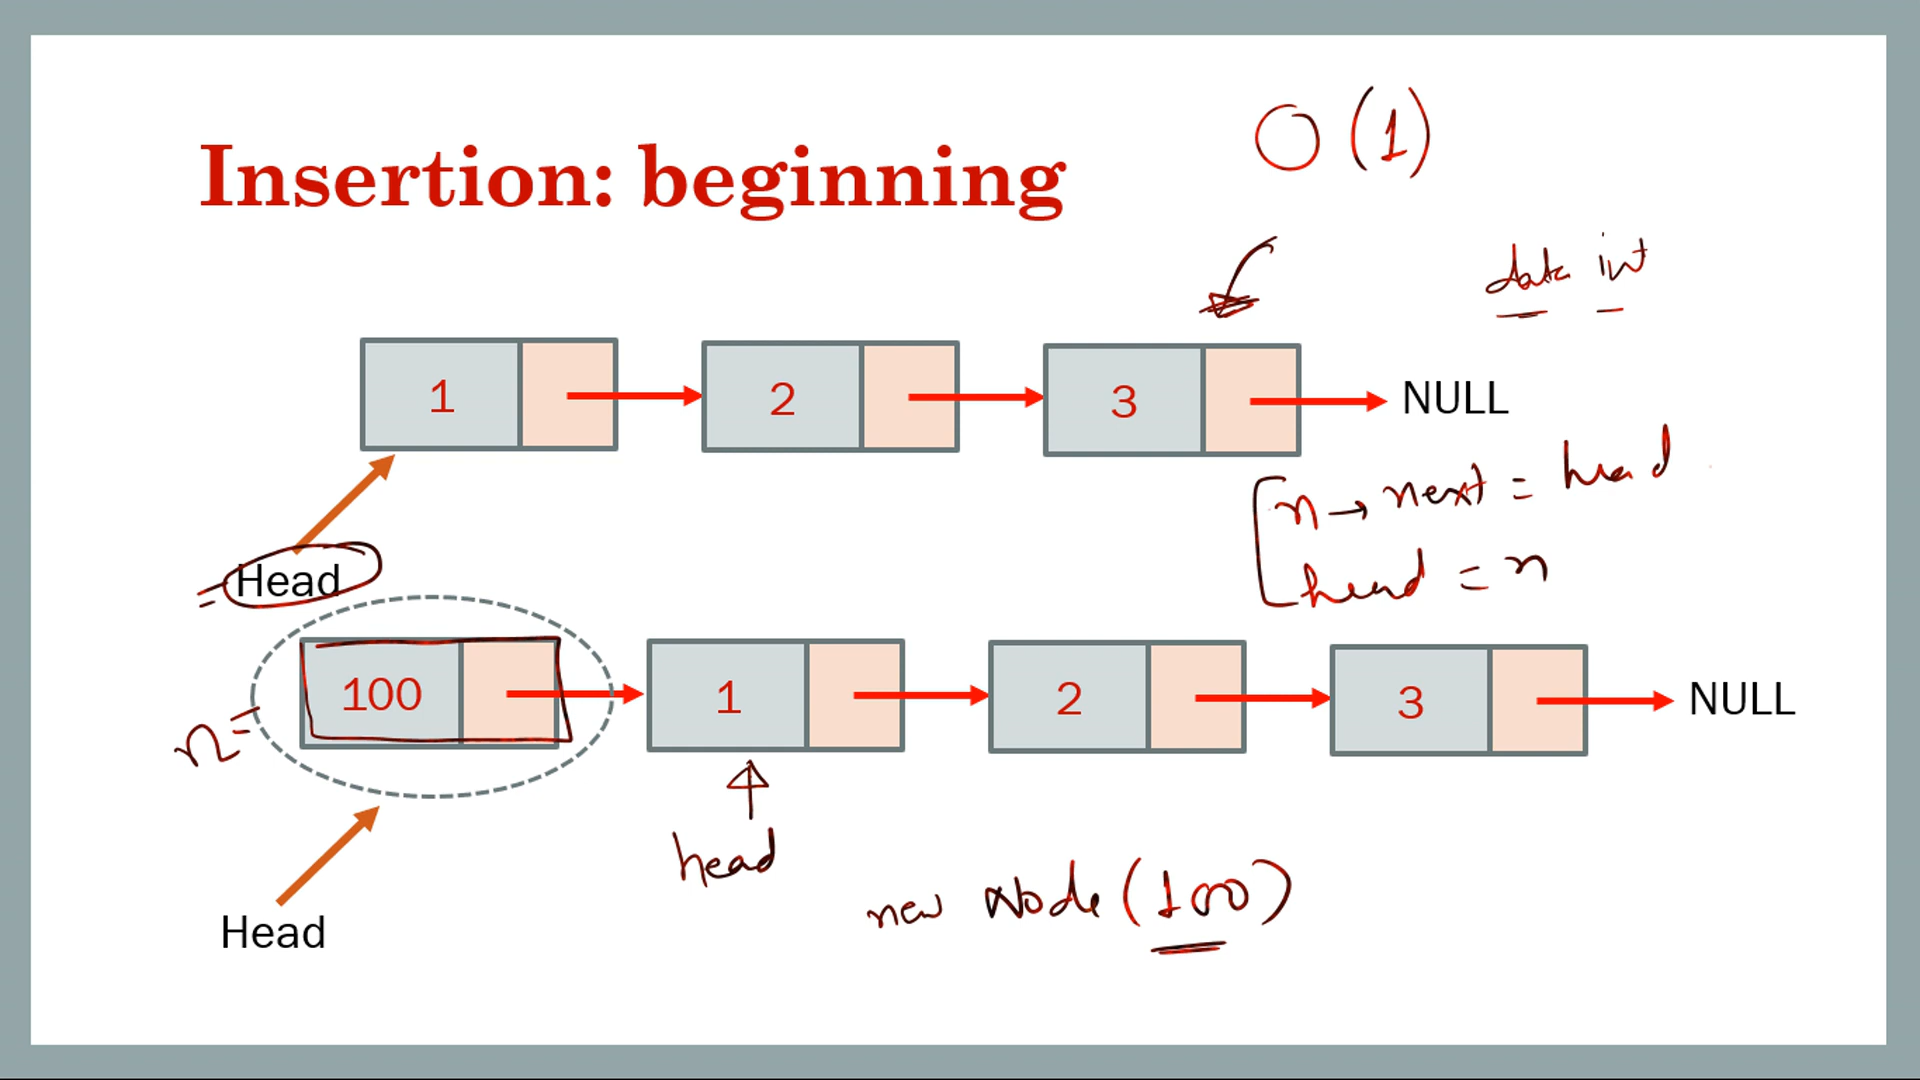 O(1)
Insertion: beginning
data int
1 2 3 NULL
n→next = head
head = n
= Head
n= 100 1 2 3 NULL
head
new Node(100)
Head